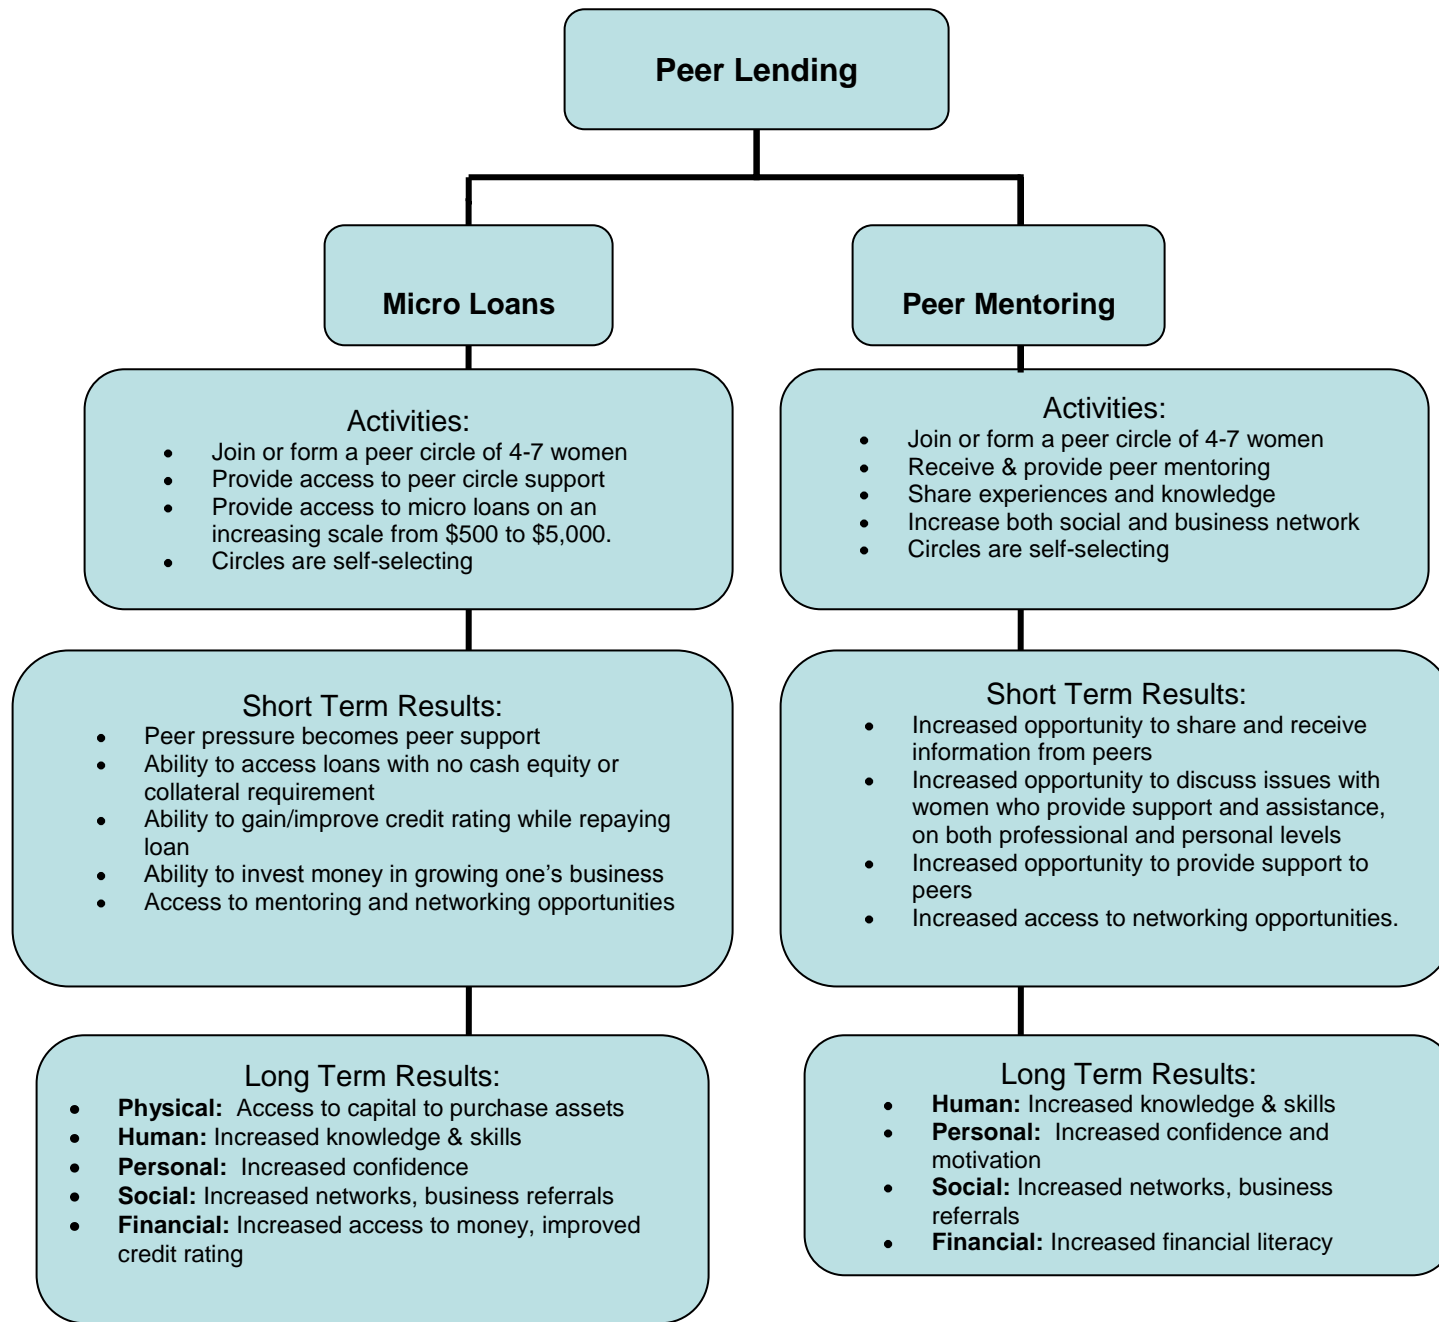 Peer Lending
Micro Loans
Activities:
• Join or form a peer circle of 4-7 women
• Provide access to peer circle support
• Provide access to micro loans on an
increasing scale from $500 to $5,000.
• Circles are self-selecting
Short Term Results:
• Peer pressure becomes peer support
• Ability to access loans with no cash equity or
collateral requirement
• Ability to gain/improve credit rating while repaying
loan
• Ability to invest money in growing one’s business
• Access to mentoring and networking opportunities
Long Term Results:
• Physical: Access to capital to purchase assets
• Human: Increased knowledge & skills
• Personal: Increased confidence
• Social: Increased networks, business referrals
• Financial: Increased access to money, improved
credit rating
Peer Mentoring
Activities:
• Join or form a peer circle of 4-7 women
• Receive & provide peer mentoring
• Share experiences and knowledge
• Increase both social and business network
• Circles are self-selecting
Short Term Results:
• Increased opportunity to share and receive
information from peers
• Increased opportunity to discuss issues with
women who provide support and assistance,
on both professional and personal levels
• Increased opportunity to provide support to
peers
• Increased access to networking opportunities.
Long Term Results:
• Human: Increased knowledge & skills
• Personal: Increased confidence and
motivation
• Social: Increased networks, business
referrals
• Financial: Increased financial literacy